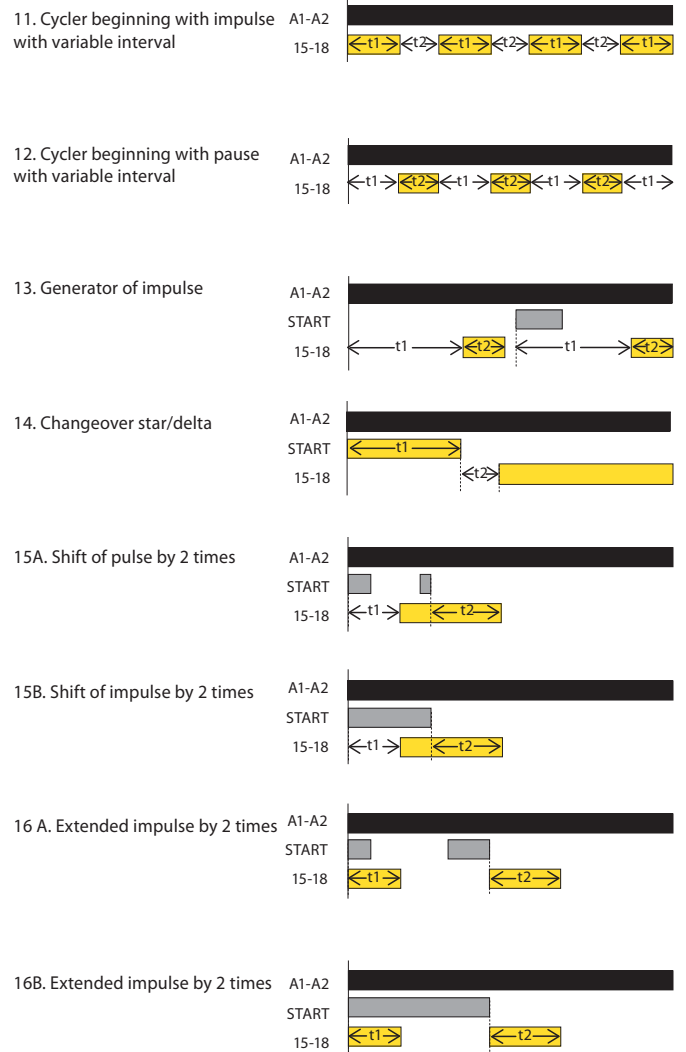 11. Cycler beginning with impulse
with variable interval
A1-A2
15-18
t1 t2 t1 t2 t1 t2 t1
12. Cycler beginning with pause
with variable interval
A1-A2
15-18
t1 t2 t1 t2 t1 t2 t1
13. Generator of impulse
A1-A2
START
15-18
t1 t2 t1 t2
14. Changeover star/delta
A1-A2
START
t1
15-18
t2
15A. Shift of pulse by 2 times
A1-A2
START
15-18
t1 t2
15B. Shift of impulse by 2 times
A1-A2
START
15-18
t1 t2
16 A. Extended impulse by 2 times
A1-A2
START
15-18
t1 t2
16B. Extended impulse by 2 times
A1-A2
START
15-18
t1 t2